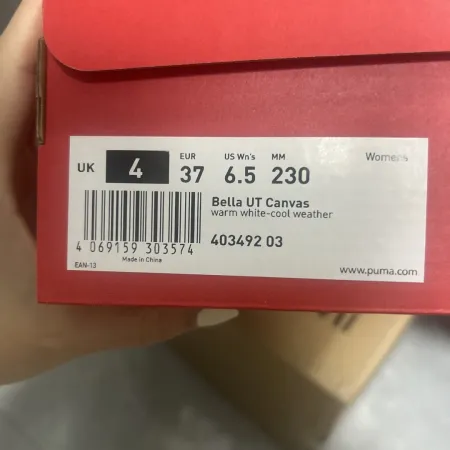 UK 4 EUR 37 US Wn's 6.5 MM 230 Women's
Bella UT Canvas
warm white-cool weather
403492 03
4 069159 303574
Made in China
EAN-13
www.puma.com